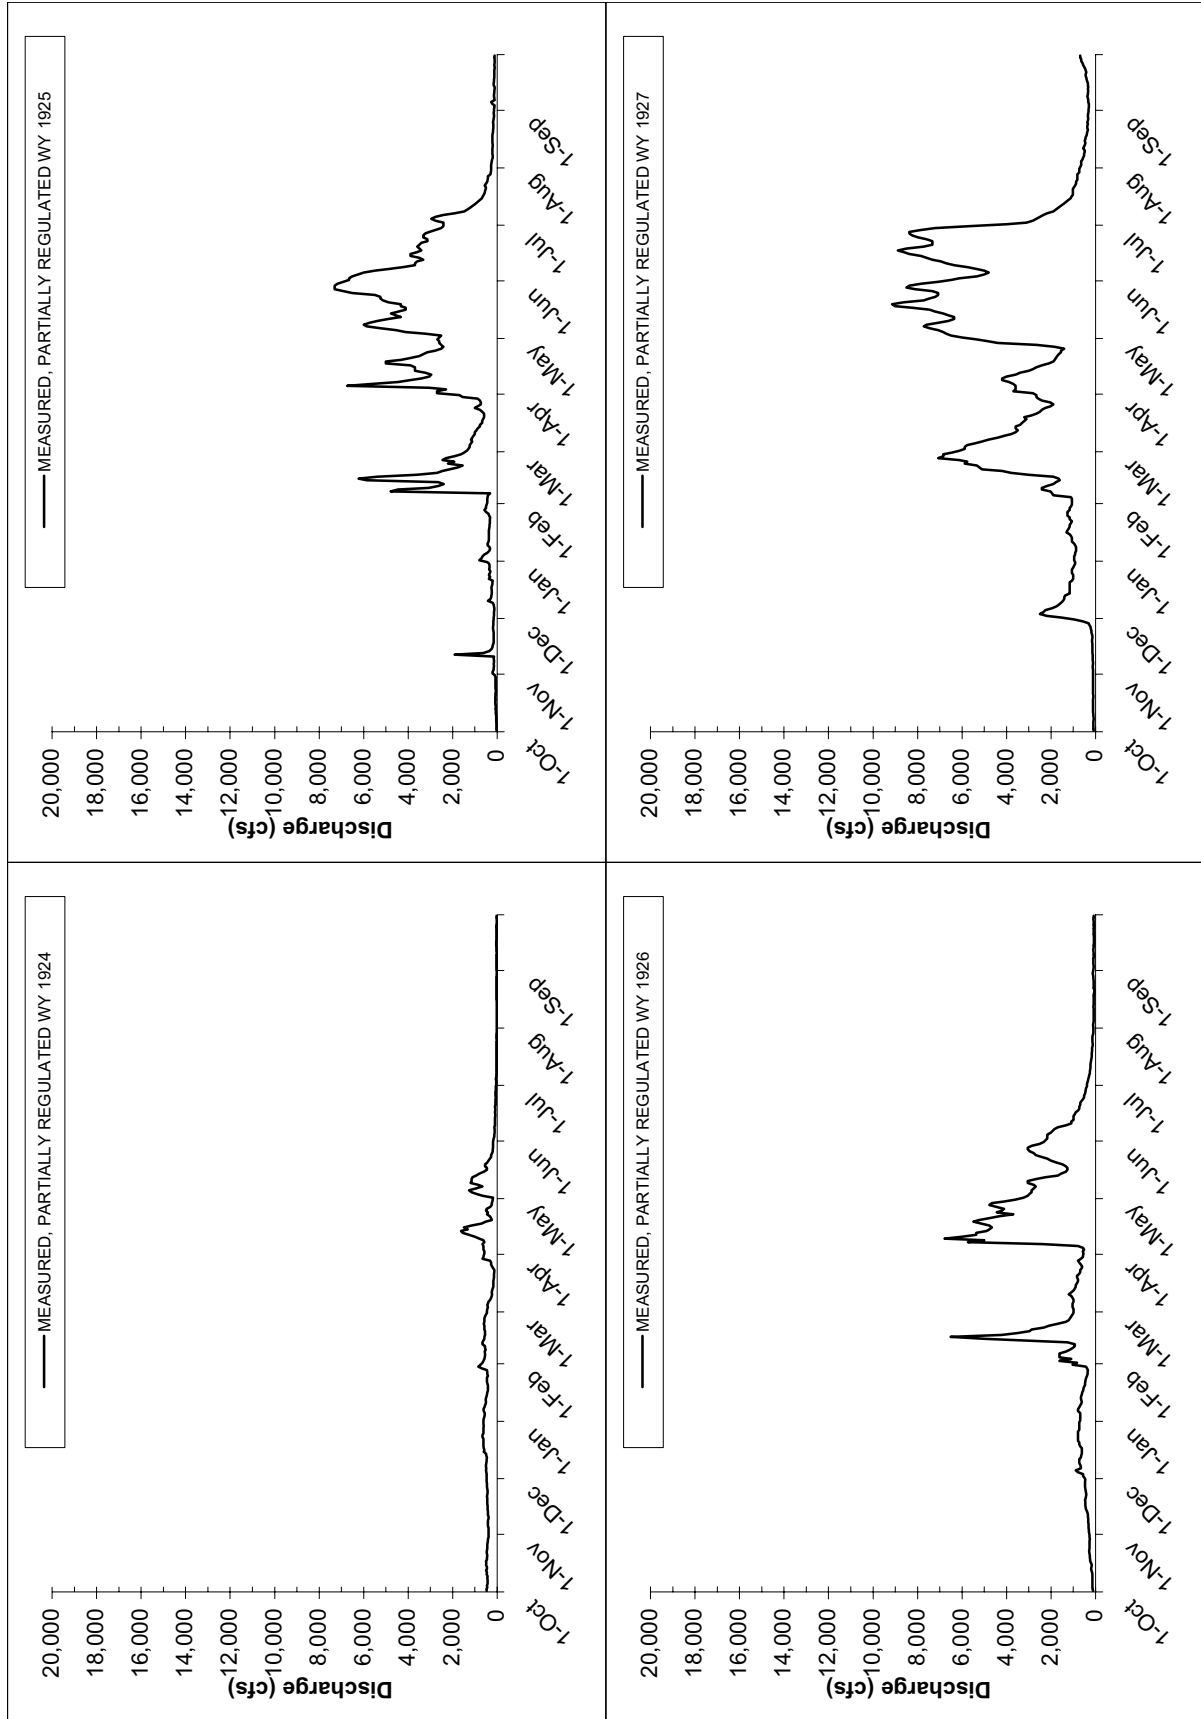 MEASURED, PARTIALLY REGULATED WY 1924
Discharge (cfs)
20,000
18,000
16,000
14,000
12,000
10,000
8,000
6,000
4,000
2,000
0
1-Oct
1-Nov
1-Dec
1-Jan
1-Feb
1-Mar
1-Apr
1-May
1-Jun
1-Jul
1-Aug
1-Sep
MEASURED, PARTIALLY REGULATED WY 1925
Discharge (cfs)
20,000
18,000
16,000
14,000
12,000
10,000
8,000
6,000
4,000
2,000
0
1-Oct
1-Nov
1-Dec
1-Jan
1-Feb
1-Mar
1-Apr
1-May
1-Jun
1-Jul
1-Aug
1-Sep
MEASURED, PARTIALLY REGULATED WY 1926
Discharge (cfs)
20,000
18,000
16,000
14,000
12,000
10,000
8,000
6,000
4,000
2,000
0
1-Oct
1-Nov
1-Dec
1-Jan
1-Feb
1-Mar
1-Apr
1-May
1-Jun
1-Jul
1-Aug
1-Sep
MEASURED, PARTIALLY REGULATED WY 1927
Discharge (cfs)
20,000
18,000
16,000
14,000
12,000
10,000
8,000
6,000
4,000
2,000
0
1-Oct
1-Nov
1-Dec
1-Jan
1-Feb
1-Mar
1-Apr
1-May
1-Jun
1-Jul
1-Aug
1-Sep